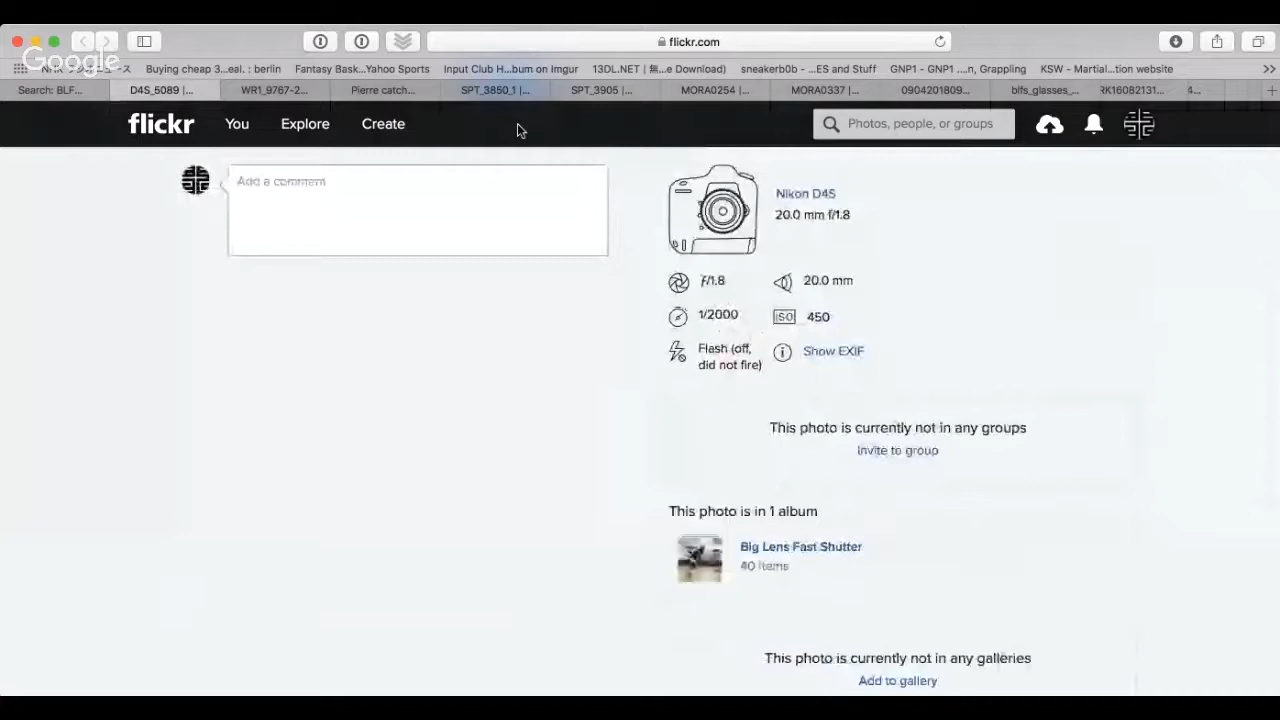 flickr.com
Google
Buying cheap 3...eal. : berlin
Fantasy Bask...Yahoo Sports
Input Club H...bum on Imgur
13DL.NET | 無...e Download)
sneakerb0b - ...ES and Stuff
GNP1 - GNP1 ....n, Grappling
KSW - Martial...tion website
Search: BLF...
D4S_5089 |...
WR1_9767-2...
Pierre catch...
SPT_3850_1 |...
SPT_3905 |...
MORA0254 |...
MORA0337 |...
0904201809...
blfs_glasses_...
RK16082131...
4...
flickr
You
Explore
Create
Photos, people, or groups
Add a comment
Nikon D4S
20.0 mm f/1.8
ƒ/1.8
20.0 mm
1/2000
ISO
450
Flash (off,
did not fire)
Show EXIF
This photo is currently not in any groups
Invite to group
This photo is in 1 album
Big Lens Fast Shutter
40 items
This photo is currently not in any galleries
Add to gallery